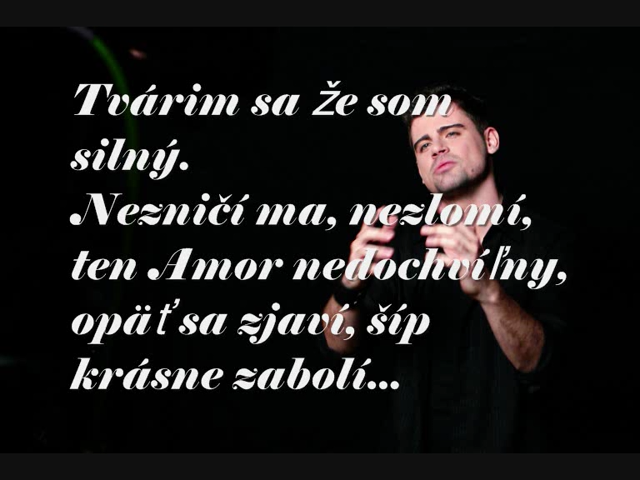 Tvárim sa že som
silný.
Nezničí ma, nezlomí,
ten Amor nedochvíľny,
opäť sa zjaví, šíp
krásne zabolí...